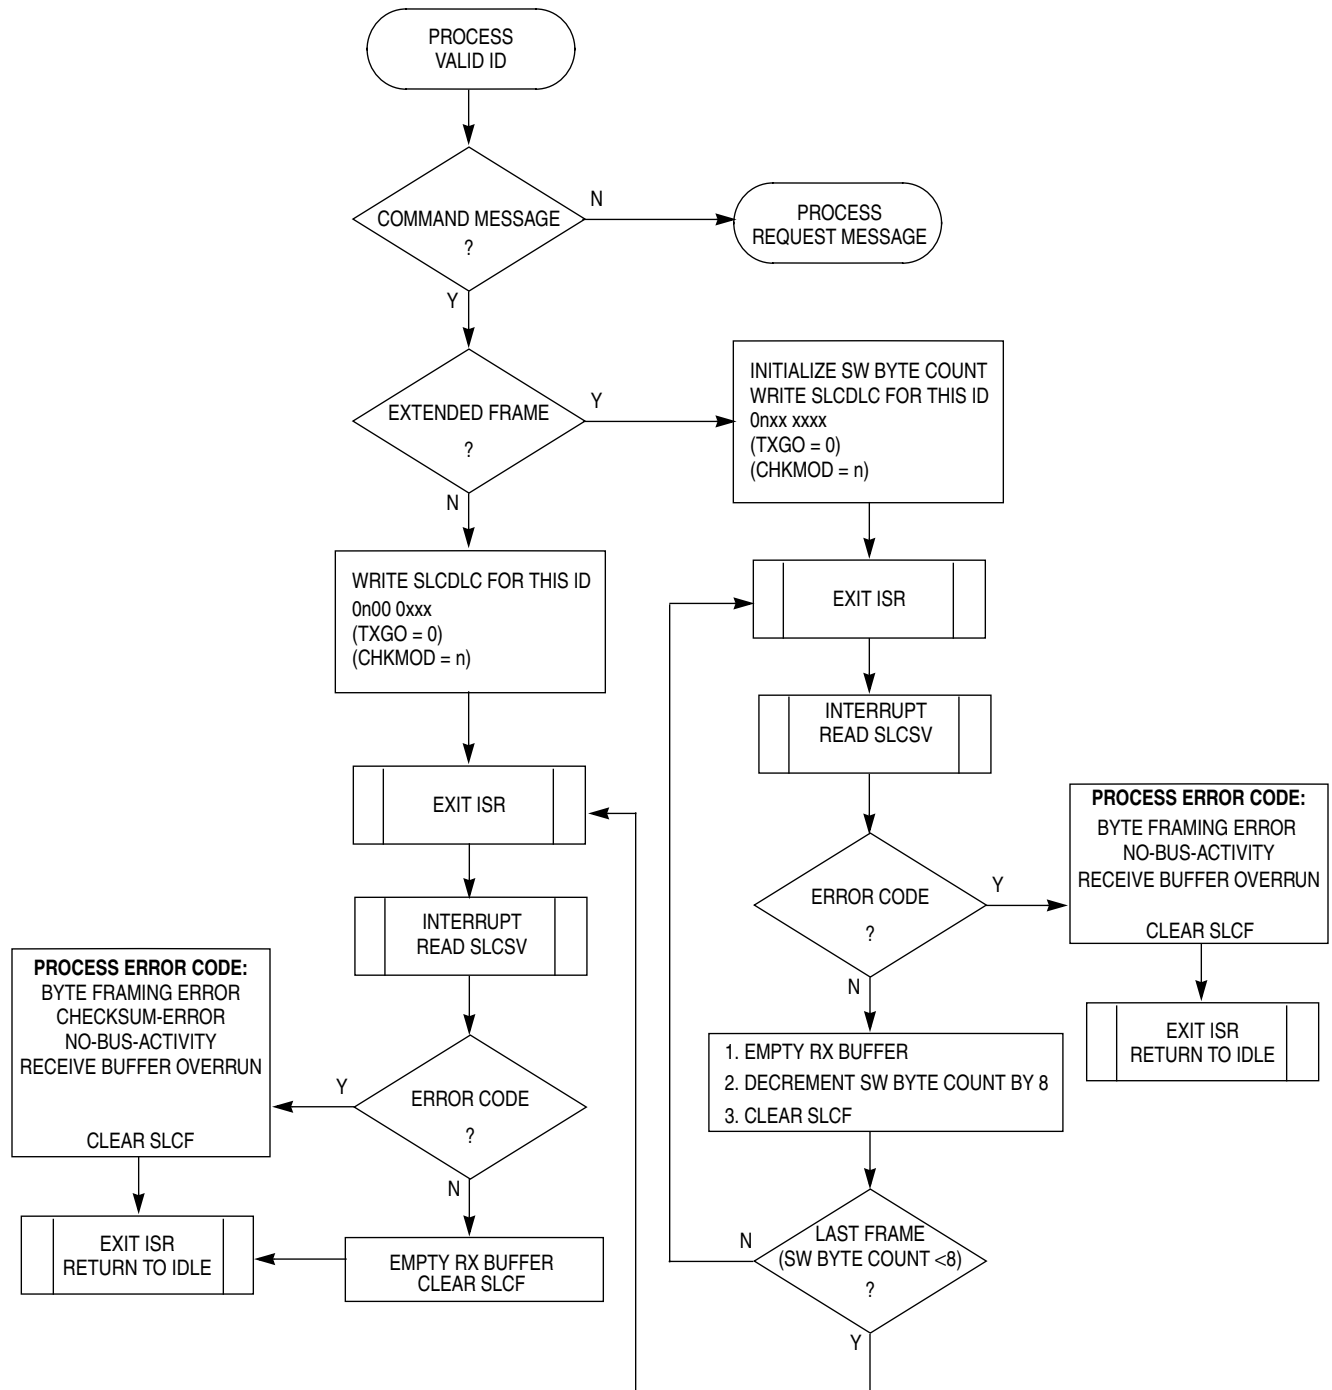 PROCESS
VALID ID
COMMAND MESSAGE
?
N
PROCESS
REQUEST MESSAGE
Y
EXTENDED FRAME
?
Y
INITIALIZE SW BYTE COUNT
WRITE SLCDLC FOR THIS ID
0nxx xxxx
(TXGO = 0)
(CHKMOD = n)
N
WRITE SLCDLC FOR THIS ID
0n00 0xxx
(TXGO = 0)
(CHKMOD = n)
EXIT ISR
INTERRUPT
READ SLCSV
EXIT ISR
INTERRUPT
READ SLCSV
ERROR CODE
?
Y
PROCESS ERROR CODE:
BYTE FRAMING ERROR
NO-BUS-ACTIVITY
RECEIVE BUFFER OVERRUN
CLEAR SLCF
EXIT ISR
RETURN TO IDLE
N
1. EMPTY RX BUFFER
2. DECREMENT SW BYTE COUNT BY 8
3. CLEAR SLCF
PROCESS ERROR CODE:
BYTE FRAMING ERROR
CHECKSUM-ERROR
NO-BUS-ACTIVITY
RECEIVE BUFFER OVERRUN
CLEAR SLCF
Y
ERROR CODE
?
N
EXIT ISR
RETURN TO IDLE
EMPTY RX BUFFER
CLEAR SLCF
N
LAST FRAME
(SW BYTE COUNT <8)
?
Y